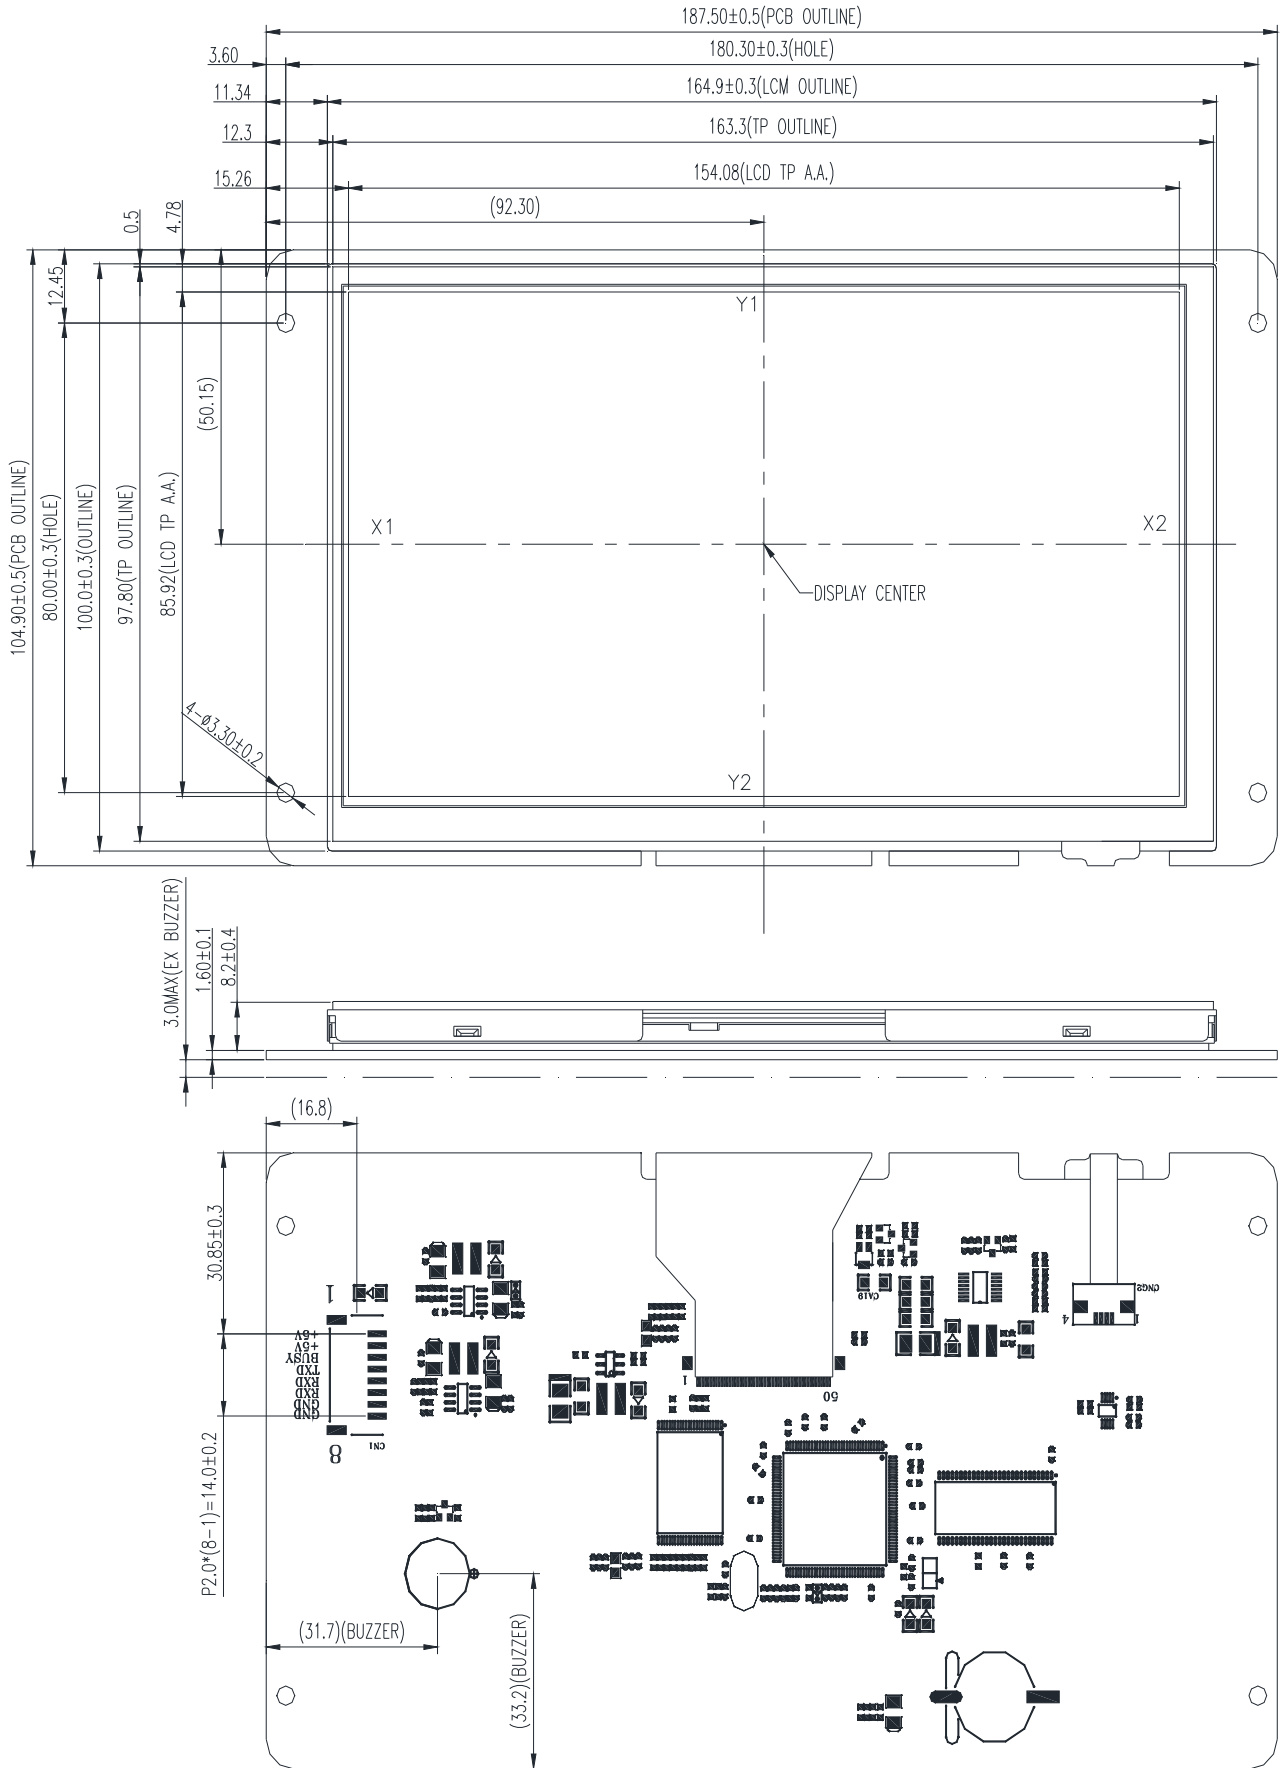 187.50±0.5(PCB OUTLINE)
3.60
180.30±0.3(HOLE)
11.34
164.9±0.3(LCM OUTLINE)
12.3
163.3(TP OUTLINE)
15.26
154.08(LCD TP A.A.)
(92.30)
0.5
4.78
12.45
(50.15)
104.90±0.5(PCB OUTLINE)
80.00±0.3(HOLE)
100.0±0.3(OUTLINE)
97.80(TP OUTLINE)
85.92(LCD TP A.A.)
Y1
X1
X2
DISPLAY CENTER
4-ø3.30±0.2
Y2
3.0MAX(EX BUZZER)
1.60±0.1
8.2±0.4
(16.8)
30.85±0.3
1
+5V
+5V
BUSY
TXD
RXD
RXD
GND
GND
8
CN1
P2.0*(8-1)=14.0±0.2
CA19
CNG2
4
1
1
50
(31.7)(BUZZER)
(33.2)(BUZZER)